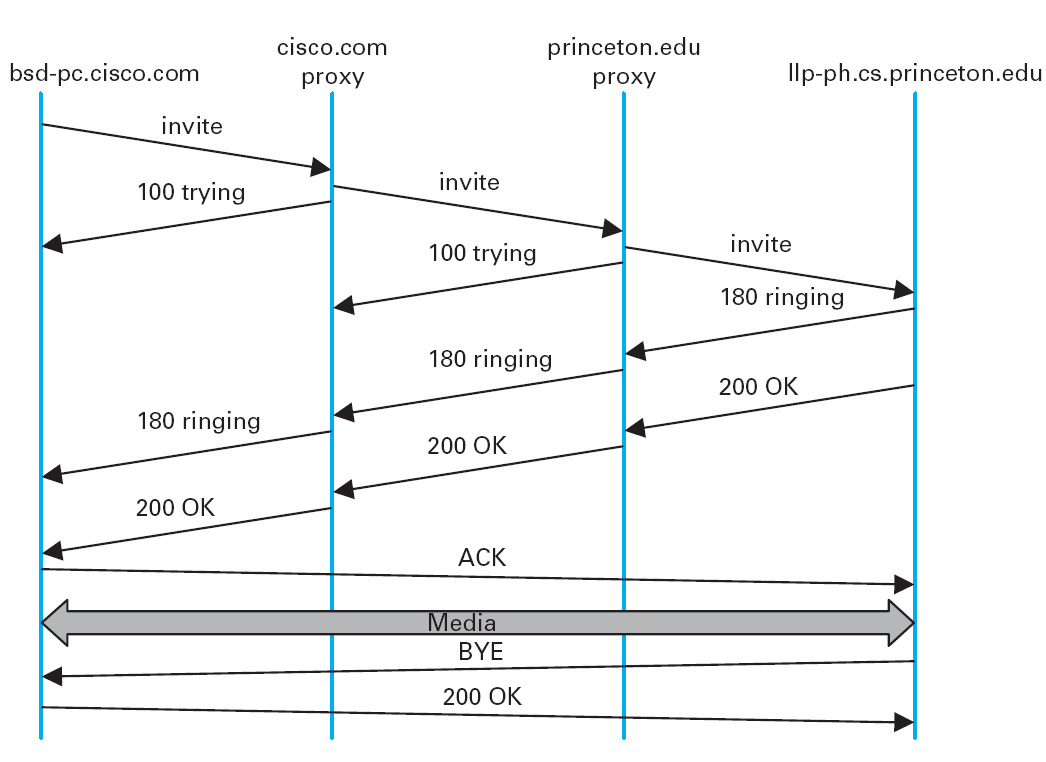 cisco.com
proxy
princeton.edu
proxy
bsd-pc.cisco.com
llp-ph.cs.princeton.edu
invite
100 trying
invite
invite
100 trying
180 ringing
180 ringing
200 OK
180 ringing
200 OK
200 OK
ACK
Media
BYE
200 OK